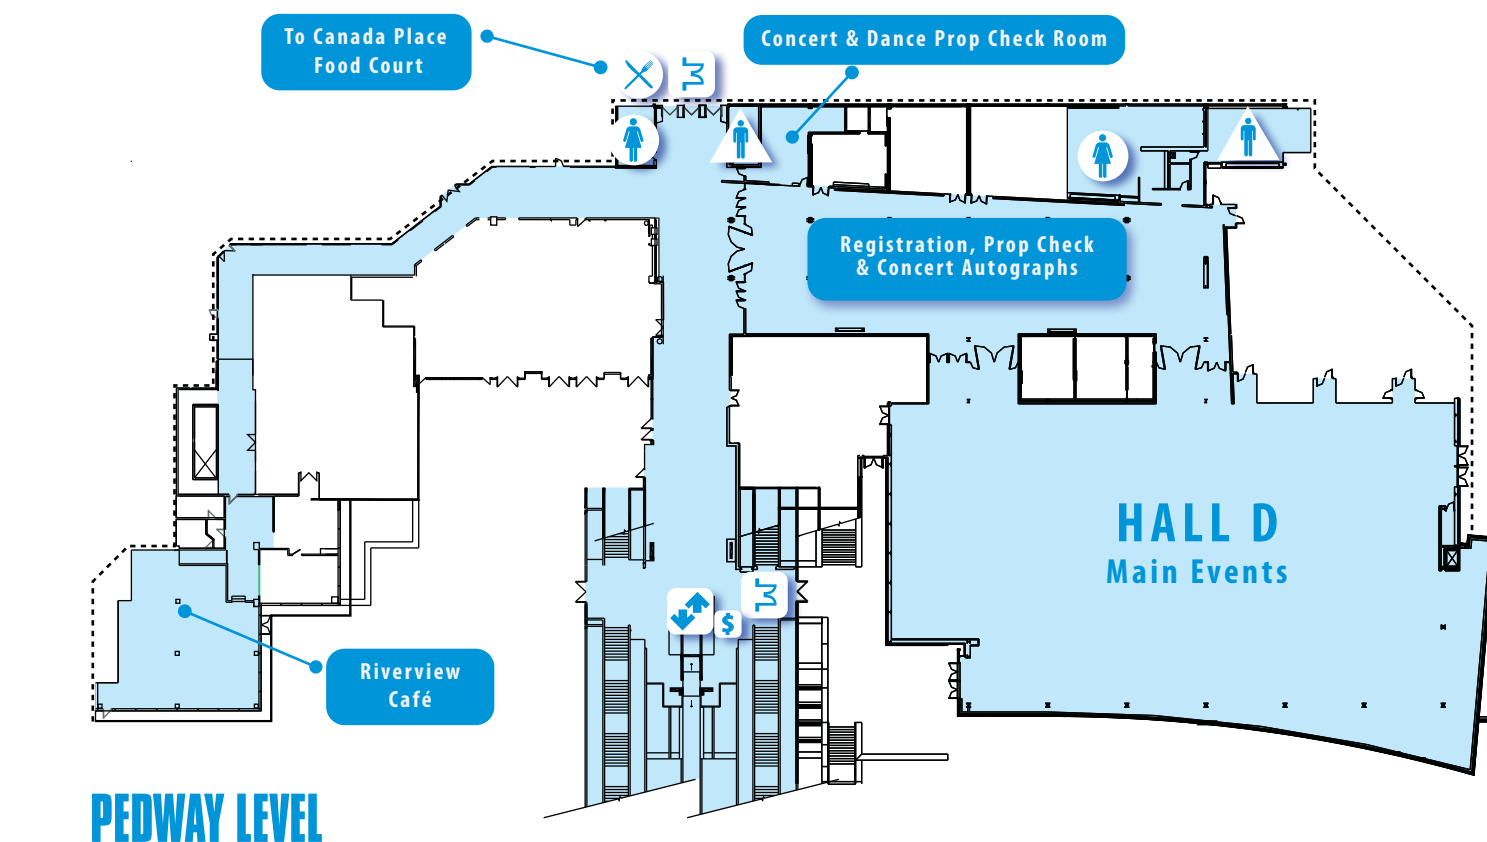 To Canada Place
Food Court
Concert & Dance Prop Check Room
Registration, Prop Check
& Concert Autographs
HALL D
Main Events
$
Riverview
Café
PEDWAY LEVEL